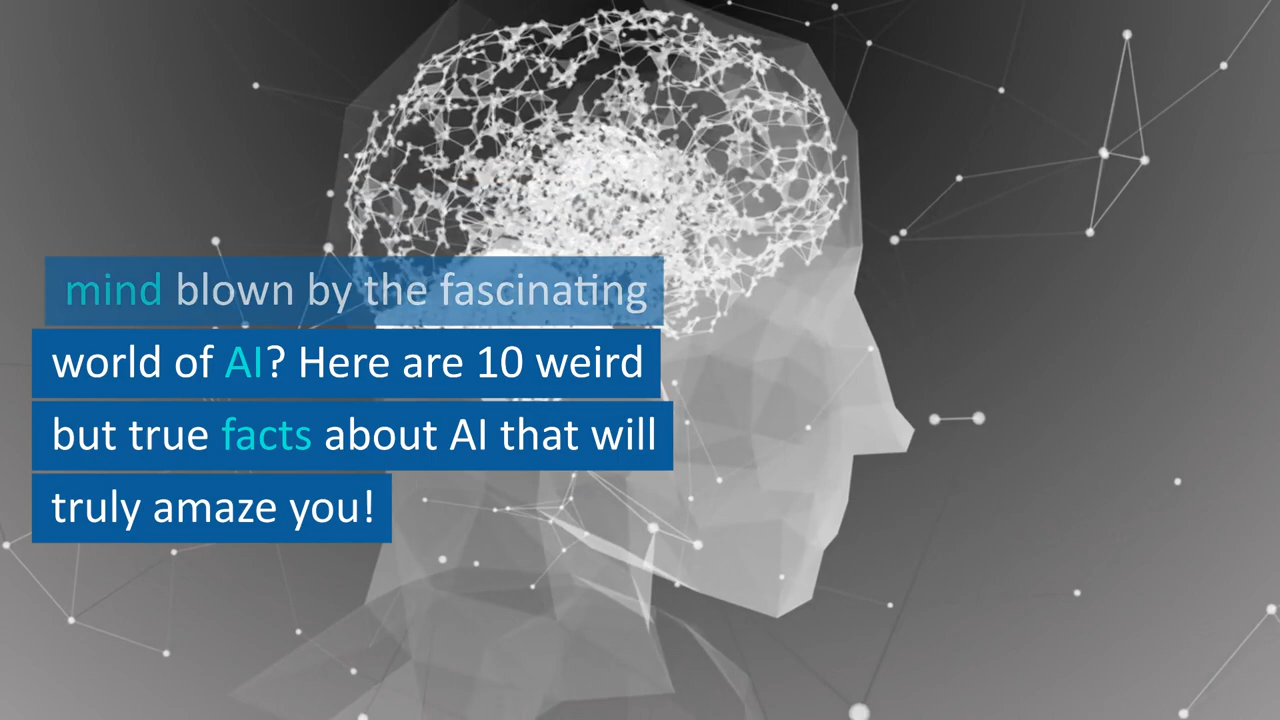 mind blown by the fascinating
world of AI? Here are 10 weird
but true facts about AI that will
truly amaze you!